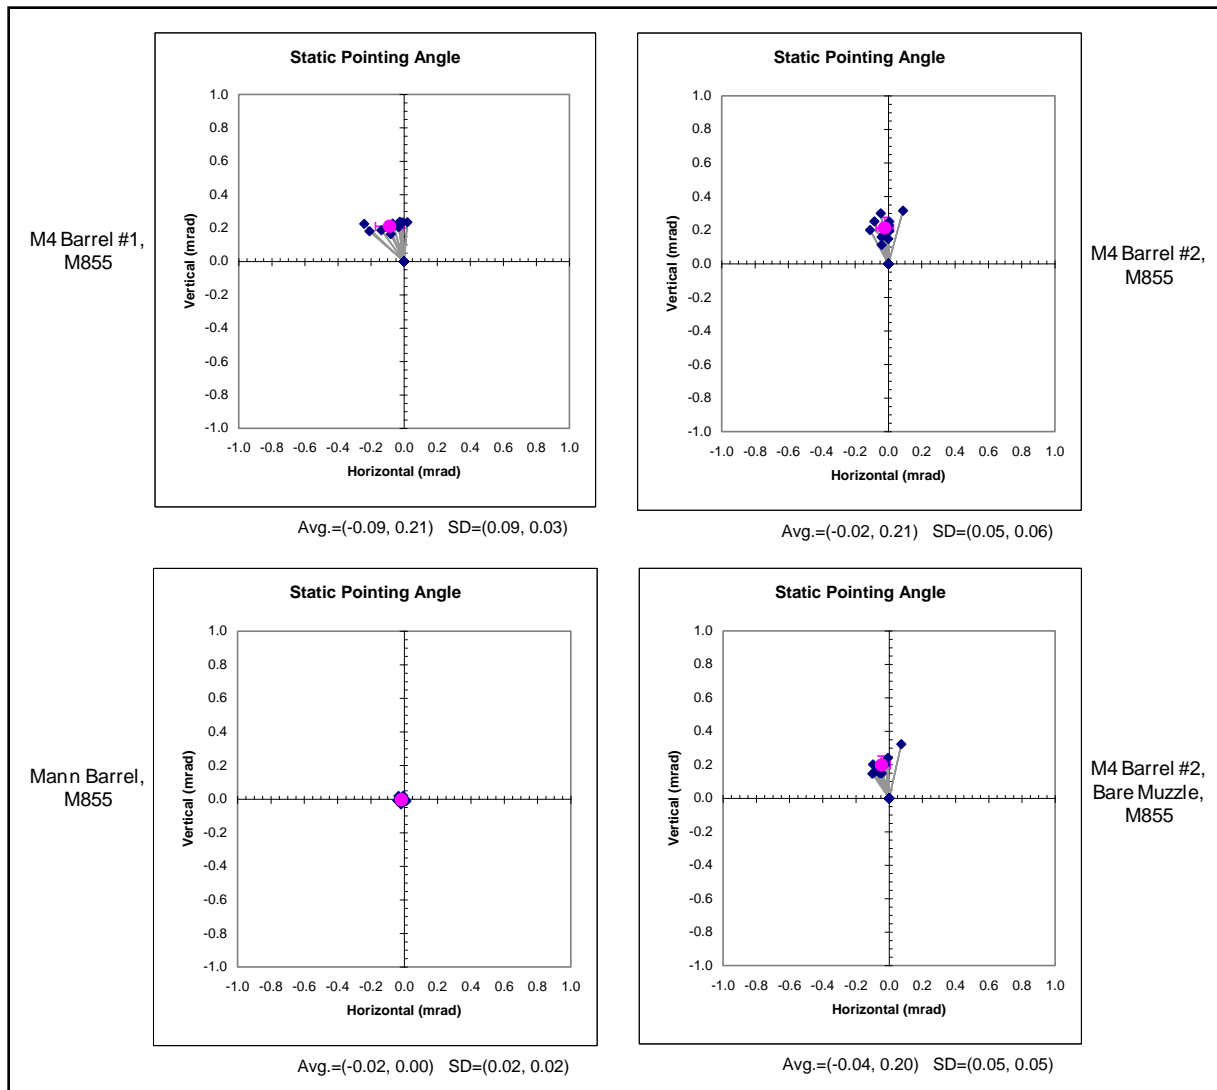 Static Pointing Angle
M4 Barrel #1,
M855
Vertical (mrad)
1.0
0.8
0.6
0.4
0.2
0.0
-0.2
-0.4
-0.6
-0.8
-1.0
-1.0 -0.8 -0.6 -0.4 -0.2 0.0 0.2 0.4 0.6 0.8 1.0
Horizontal (mrad)
Avg.=(-0.09, 0.21) SD=(0.09, 0.03)
Static Pointing Angle
Vertical (mrad)
1.0
0.8
0.6
0.4
0.2
0.0
-0.2
-0.4
-0.6
-0.8
-1.0
-1.0 -0.8 -0.6 -0.4 -0.2 0.0 0.2 0.4 0.6 0.8 1.0
Horizontal (mrad)
M4 Barrel #2,
M855
Avg.=(-0.02, 0.21) SD=(0.05, 0.06)
Static Pointing Angle
Mann Barrel,
M855
Vertical (mrad)
1.0
0.8
0.6
0.4
0.2
0.0
-0.2
-0.4
-0.6
-0.8
-1.0
-1.0 -0.8 -0.6 -0.4 -0.2 0.0 0.2 0.4 0.6 0.8 1.0
Horizontal (mrad)
Avg.=(-0.02, 0.00) SD=(0.02, 0.02)
Static Pointing Angle
Vertical (mrad)
1.0
0.8
0.6
0.4
0.2
0.0
-0.2
-0.4
-0.6
-0.8
-1.0
-1.0 -0.8 -0.6 -0.4 -0.2 0.0 0.2 0.4 0.6 0.8 1.0
Horizontal (mrad)
M4 Barrel #2,
Bare Muzzle,
M855
Avg.=(-0.04, 0.20) SD=(0.05, 0.05)